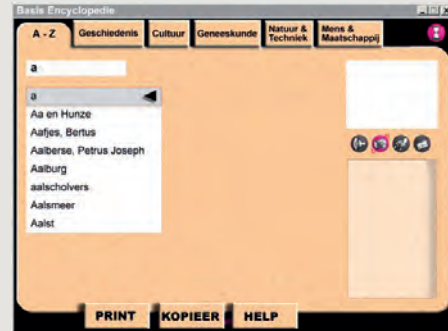 Basis Encyclopedie
A - Z
Geschiedenis
Cultuur
Geneeskunde
Natuur &
Techniek
Mens &
Maatschappij
a
a
Aa en Hunze
Aafjes, Bertus
Aalberse, Petrus Joseph
Aalburg
aalscholvers
Aalsmeer
Aalst
PRINT
KOPIEER
HELP